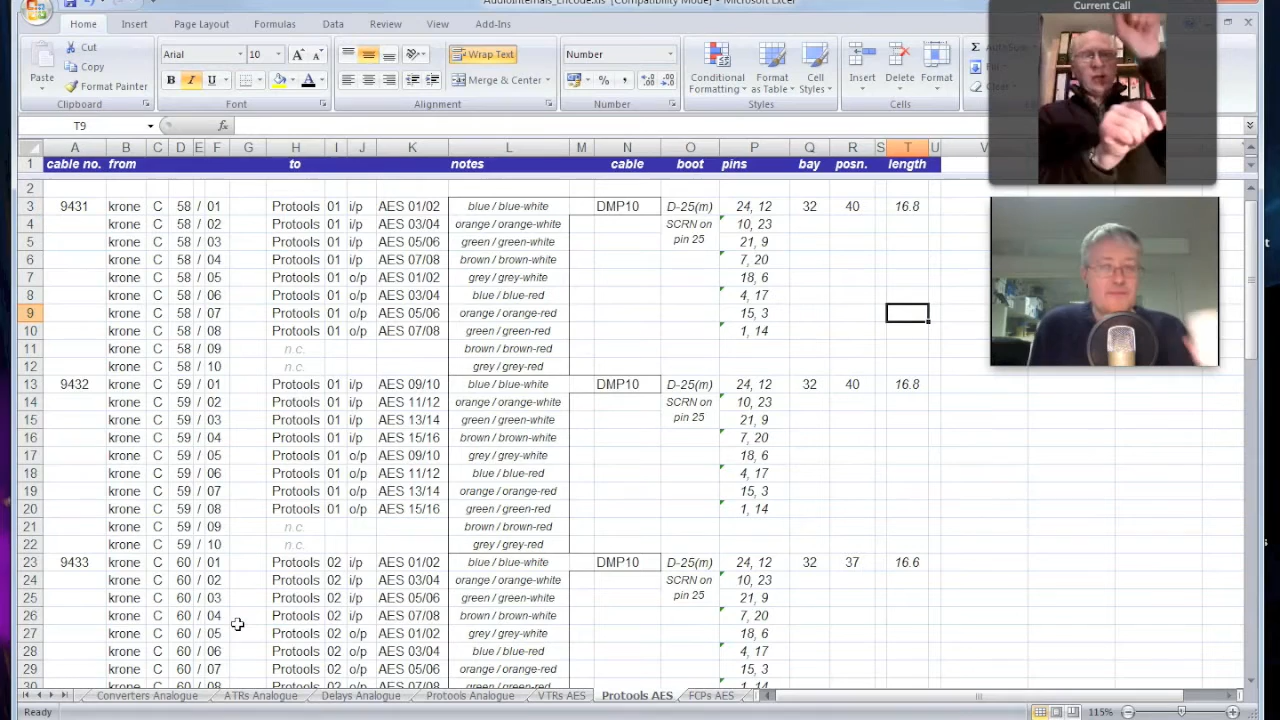 AudioInternals_Encode.xls [Compatibility Mode] - Microsoft Excel
Current Call
Home Insert Page Layout Formulas Data Review View Add-Ins
Paste Cut Copy Format Painter Clipboard
Arial 10 B I U Font
Wrap Text Merge & Center Alignment
Number % , Number
Conditional Formatting Format as Table Cell Styles Styles
Insert Delete Format Cells
AutoSum Fill Clear
T9 fx
A B C D E F G H I J K L M N O P Q R S T U V
1 cable no. from to notes cable boot pins bay posn. length
2
3 9431 krone C 58 / 01 Protools 01 i/p AES 01/02 blue / blue-white DMP10 D-25(m) 24, 12 32 40 16.8
4 krone C 58 / 02 Protools 01 i/p AES 03/04 orange / orange-white SCRN on pin 25 10, 23
5 krone C 58 / 03 Protools 01 i/p AES 05/06 green / green-white 21, 9
6 krone C 58 / 04 Protools 01 i/p AES 07/08 brown / brown-white 7, 20
7 krone C 58 / 05 Protools 01 o/p AES 01/02 grey / grey-white 18, 6
8 krone C 58 / 06 Protools 01 o/p AES 03/04 blue / blue-red 4, 17
9 krone C 58 / 07 Protools 01 o/p AES 05/06 orange / orange-red 15, 3
10 krone C 58 / 08 Protools 01 o/p AES 07/08 green / green-red 1, 14
11 krone C 58 / 09 n.c. brown / brown-red
12 krone C 58 / 10 n.c. grey / grey-red
13 9432 krone C 59 / 01 Protools 01 i/p AES 09/10 blue / blue-white DMP10 D-25(m) 24, 12 32 40 16.8
14 krone C 59 / 02 Protools 01 i/p AES 11/12 orange / orange-white SCRN on pin 25 10, 23
15 krone C 59 / 03 Protools 01 i/p AES 13/14 green / green-white 21, 9
16 krone C 59 / 04 Protools 01 i/p AES 15/16 brown / brown-white 7, 20
17 krone C 59 / 05 Protools 01 o/p AES 09/10 grey / grey-white 18, 6
18 krone C 59 / 06 Protools 01 o/p AES 11/12 blue / blue-red 4, 17
19 krone C 59 / 07 Protools 01 o/p AES 13/14 orange / orange-red 15, 3
20 krone C 59 / 08 Protools 01 o/p AES 15/16 green / green-red 1, 14
21 krone C 59 / 09 n.c. brown / brown-red
22 krone C 59 / 10 n.c. grey / grey-red
23 9433 krone C 60 / 01 Protools 02 i/p AES 01/02 blue / blue-white DMP10 D-25(m) 24, 12 32 37 16.6
24 krone C 60 / 02 Protools 02 i/p AES 03/04 orange / orange-white SCRN on pin 25 10, 23
25 krone C 60 / 03 Protools 02 i/p AES 05/06 green / green-white 21, 9
26 krone C 60 / 04 Protools 02 i/p AES 07/08 brown / brown-white 7, 20
27 krone C 60 / 05 Protools 02 o/p AES 01/02 grey / grey-white 18, 6
28 krone C 60 / 06 Protools 02 o/p AES 03/04 blue / blue-red 4, 17
29 krone C 60 / 07 Protools 02 o/p AES 05/06 orange / orange-red 15, 3
30 krone C 60 / 08 Protools 02 o/p AES 07/08 green / green-red 1, 14
Converters Analogue ATRs Analogue Delays Analogue Protools Analogue VTRs AES Protools AES FCPs AES
Ready 115%